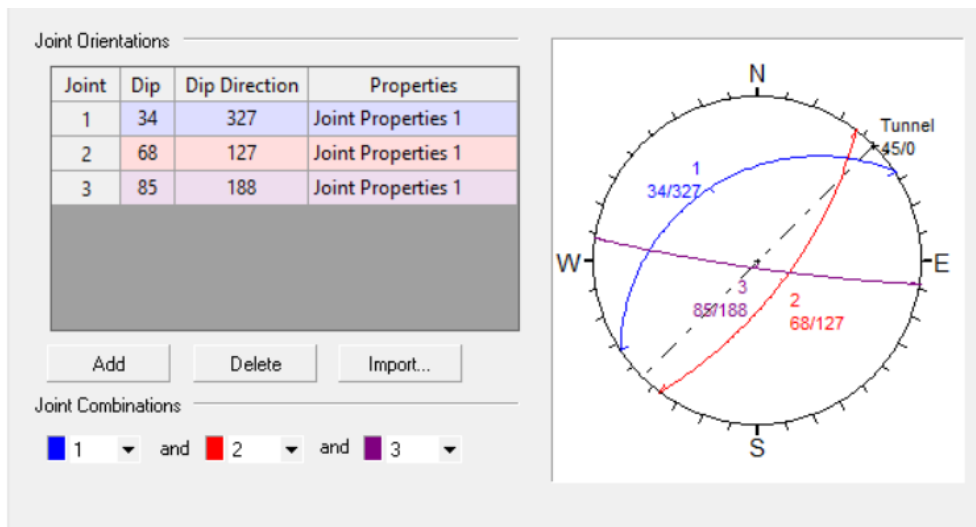 Joint Orientations
Joint Dip Dip Direction Properties
1 34 327 Joint Properties 1
2 68 127 Joint Properties 1
3 85 188 Joint Properties 1
Add Delete Import...
Joint Combinations
1 and 2 and 3
N
Tunnel
45/0
1
34/327
W
E
3
85/188
2
68/127
S